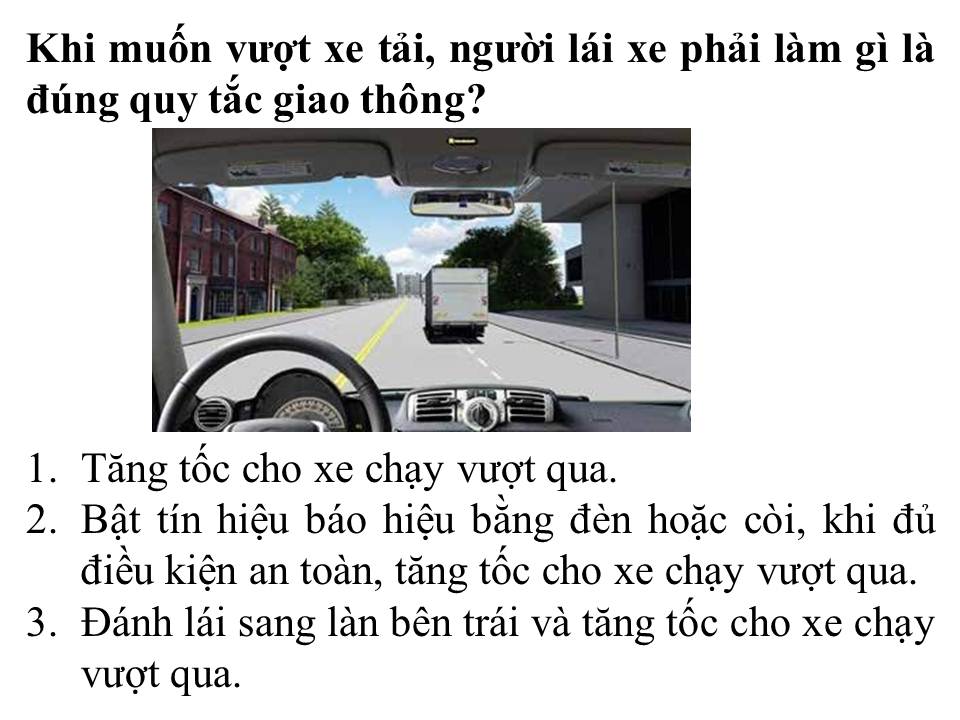 Khi muốn vượt xe tải, người lái xe phải làm gì là
đúng quy tắc giao thông?
1. Tăng tốc cho xe chạy vượt qua.
2. Bật tín hiệu báo hiệu bằng đèn hoặc còi, khi đủ
điều kiện an toàn, tăng tốc cho xe chạy vượt qua.
3. Đánh lái sang làn bên trái và tăng tốc cho xe chạy
vượt qua.